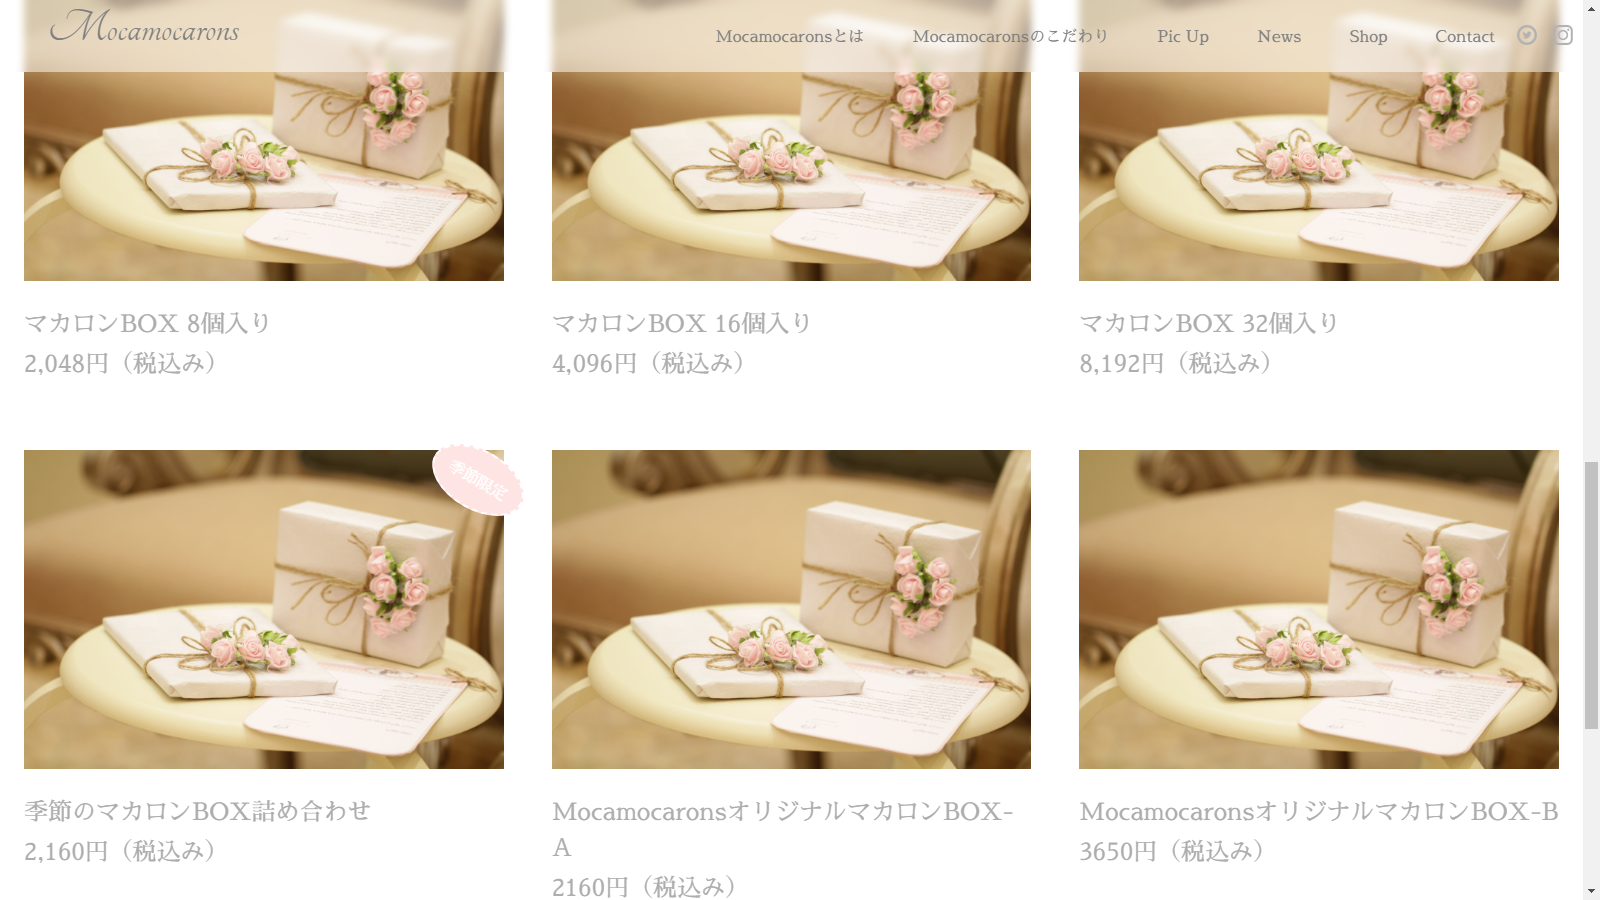 Mocamocarons
Mocamocaronsとは
Mocamocaronsのこだわり
Pic Up
News
Shop
Contact
マカロンBOX 8個入り
2,048円（税込み）
マカロンBOX 16個入り
4,096円（税込み）
マカロンBOX 32個入り
8,192円（税込み）
季節限定
季節のマカロンBOX詰め合わせ
2,160円（税込み）
MocamocaronsオリジナルマカロンBOX-
A
2160円（税込み）
MocamocaronsオリジナルマカロンBOX-B
3650円（税込み）